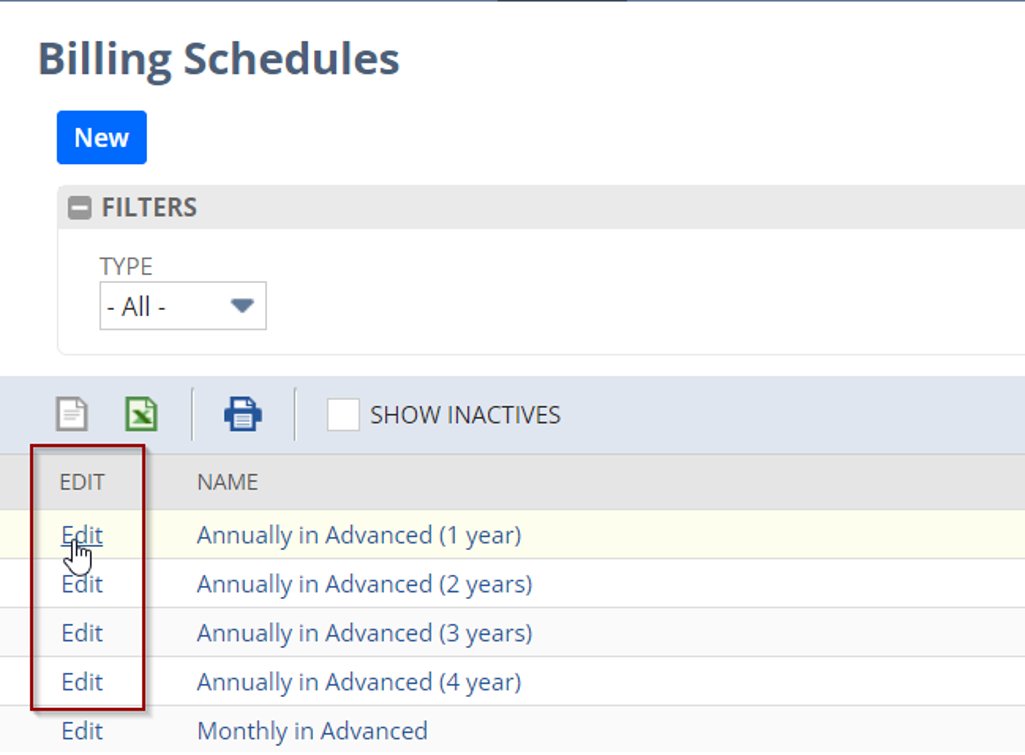 Billing Schedules
New
FILTERS
TYPE
- All -
SHOW INACTIVES
EDIT NAME
Edit Annually in Advanced (1 year)
Edit Annually in Advanced (2 years)
Edit Annually in Advanced (3 years)
Edit Annually in Advanced (4 year)
Edit Monthly in Advanced